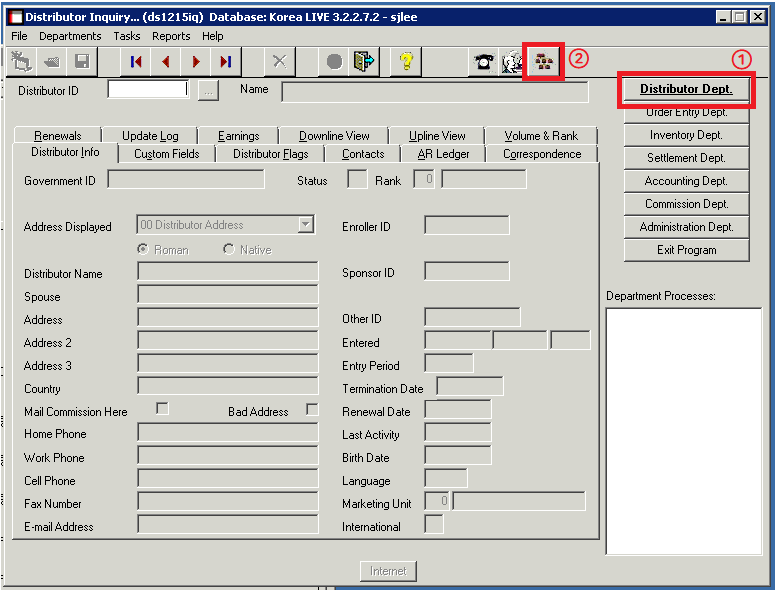 Distributor Inquiry... (ds1215iq) Database: Korea LIVE 3.2.2.7.2 - sjlee
File Departments Tasks Reports Help
②
①
Distributor ID ... Name
Distributor Dept.
Order Entry Dept.
Inventory Dept.
Settlement Dept.
Accounting Dept.
Commission Dept.
Administration Dept.
Exit Program
Renewals Update Log Earnings Downline View Upline View Volume & Rank
Distributor Info Custom Fields Distributor Flags Contacts AR Ledger Correspondence
Government ID Status Rank 0
Address Displayed 00 Distributor Address Enroller ID
Roman Native
Distributor Name Sponsor ID
Spouse
Address Other ID
Address 2 Entered
Address 3 Entry Period
Country Termination Date
Mail Commission Here Bad Address Renewal Date
Home Phone Last Activity
Work Phone Birth Date
Cell Phone Language
Fax Number Marketing Unit 0
E-mail Address International
Department Processes:
Internet